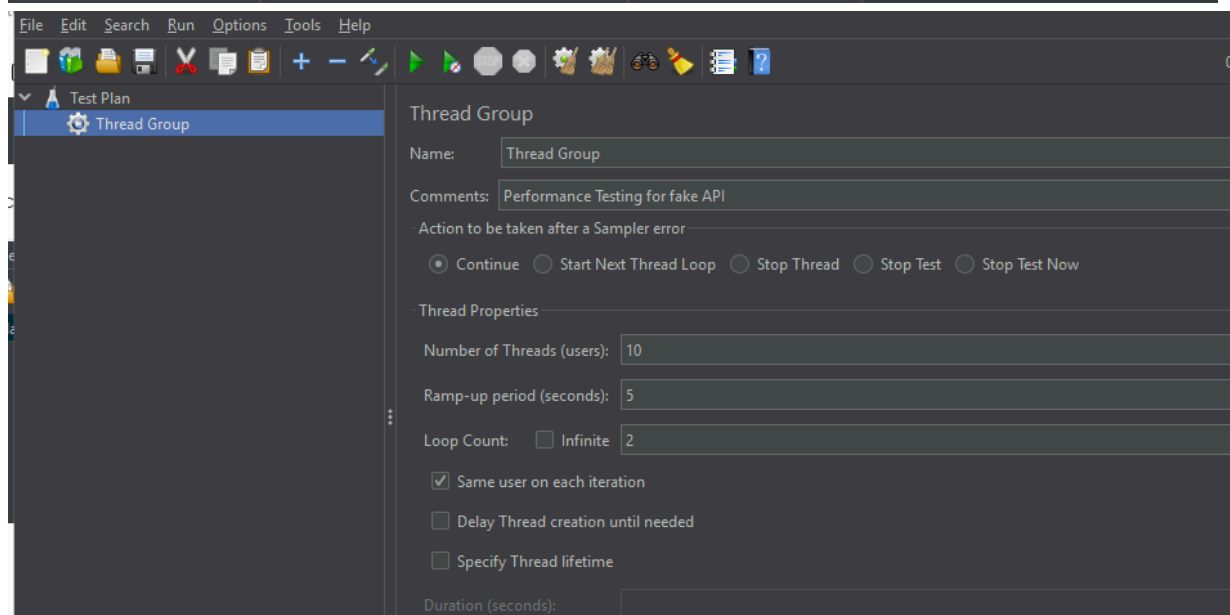 File Edit Search Run Options Tools Help
STOP
Test Plan
Thread Group
Thread Group
Name: Thread Group
Comments: Performance Testing for fake API
Action to be taken after a Sampler error
Continue Start Next Thread Loop Stop Thread Stop Test Stop Test Now
Thread Properties
Number of Threads (users): 10
Ramp-up period (seconds): 5
Loop Count: Infinite 2
Same user on each iteration
Delay Thread creation until needed
Specify Thread lifetime
Duration (seconds):